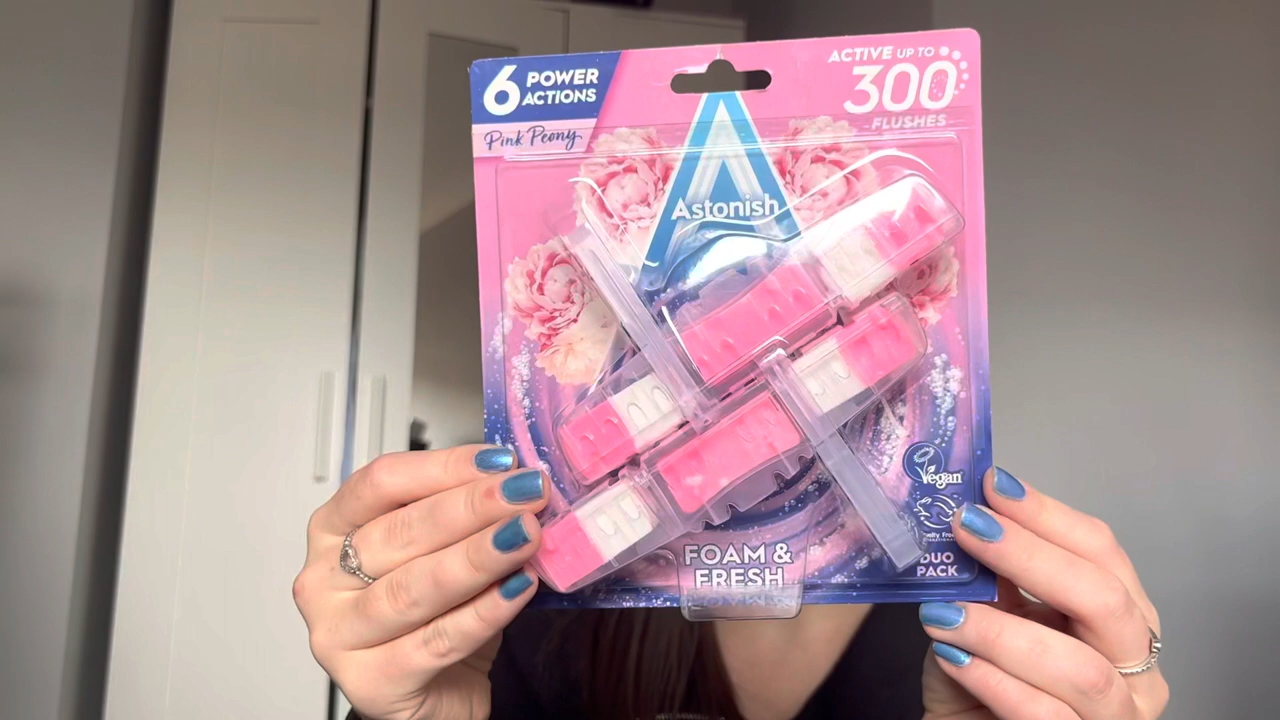 6 POWER
ACTIONS
Pink Peony
ACTIVE UP TO
300
FLUSHES
Astonish
Vegan
DUO
PACK
FOAM &
FRESH